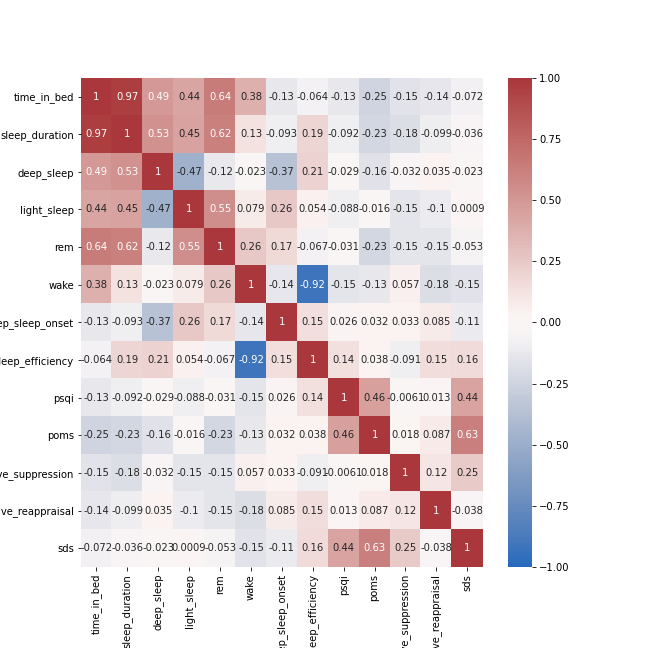 time_in_bed 1 0.97 0.49 0.44 0.64 0.38 -0.13 -0.064 -0.13 -0.25 -0.15 -0.14 -0.072
sleep_duration 0.97 1 0.53 0.45 0.62 0.13 -0.093 0.19 -0.092 -0.23 -0.18 -0.099 -0.036
deep_sleep 0.49 0.53 1 -0.47 -0.12 -0.023 -0.37 0.21 -0.029 -0.16 -0.032 0.035 -0.023
light_sleep 0.44 0.45 -0.47 1 0.55 0.079 0.26 0.054 -0.088 -0.016 -0.15 -0.1 0.0009
rem 0.64 0.62 -0.12 0.55 1 0.26 0.17 -0.067 -0.031 -0.23 -0.15 -0.15 -0.053
wake 0.38 0.13 -0.023 0.079 0.26 1 -0.14 -0.92 -0.15 -0.13 0.057 -0.18 -0.15
ep_sleep_onset -0.13 -0.093 -0.37 0.26 0.17 -0.14 1 0.15 0.026 0.032 0.033 0.085 -0.11
leep_efficiency -0.064 0.19 0.21 0.054 -0.067 -0.92 0.15 1 0.14 0.038 -0.091 0.15 0.16
psqi -0.13 -0.092 -0.029 -0.088 -0.031 -0.15 0.026 0.14 1 0.46 -0.0061 0.013 0.44
poms -0.25 -0.23 -0.16 -0.016 -0.23 -0.13 0.032 0.038 0.46 1 0.018 0.087 0.63
ve_suppression -0.15 -0.18 -0.032 -0.15 -0.15 0.057 0.033 -0.091 -0.0061 0.018 1 0.12 0.25
ve_reappraisal -0.14 -0.099 0.035 -0.1 -0.15 -0.18 0.085 0.15 0.013 0.087 0.12 1 -0.038
sds -0.072 -0.036 -0.023 0.0009 -0.053 -0.15 -0.11 0.16 0.44 0.63 0.25 -0.038 1
time_in_bed
sleep_duration
deep_sleep
light_sleep
rem
wake
ep_sleep_onset
eep_efficiency
psqi
poms
ve_suppression
ve_reappraisal
sds
1.00
0.75
0.50
0.25
0.00
−0.25
−0.50
−0.75
−1.00